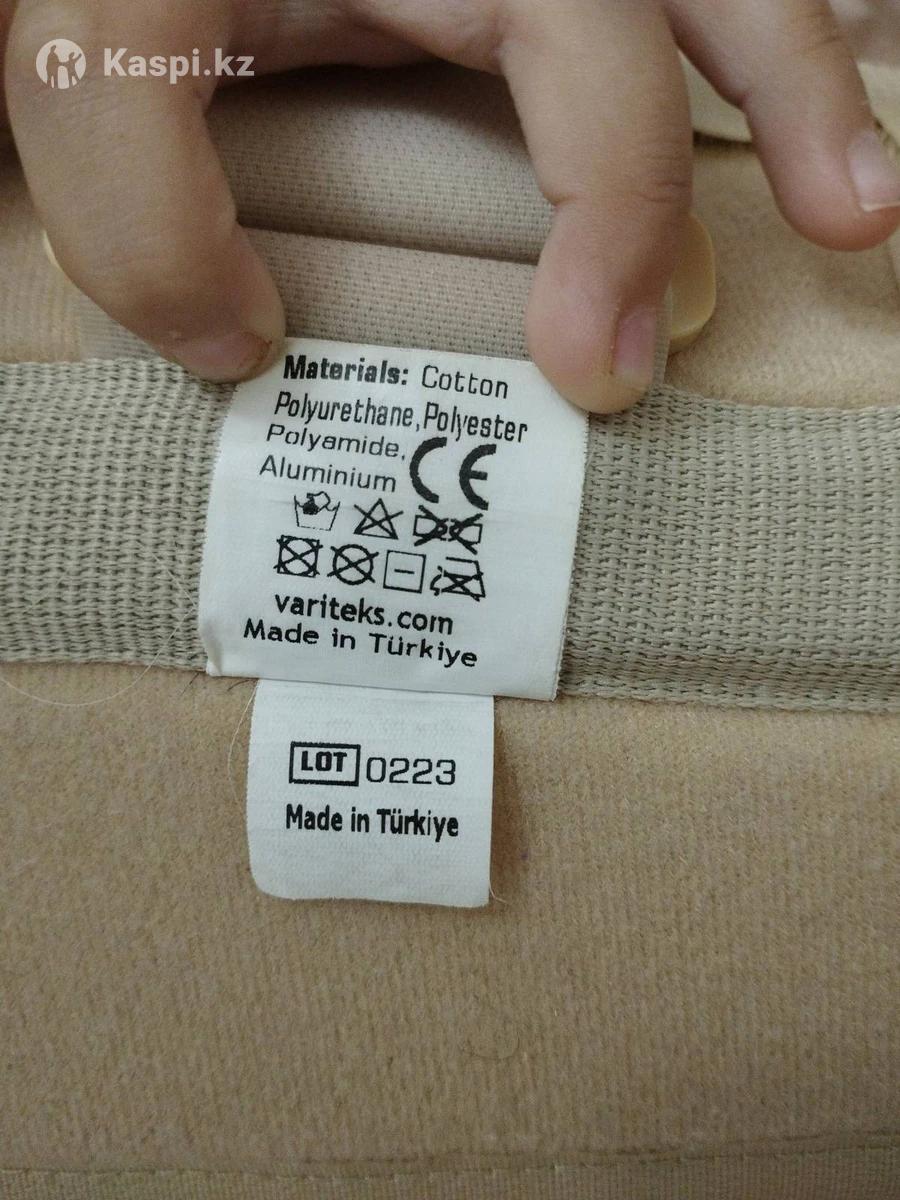 Kaspi.kz
Materials: Cotton
Polyurethane, Polyester
Polyamide,
Aluminium CE
variteks.com
Made in Türkiye
LOT 0223
Made in Türkiye